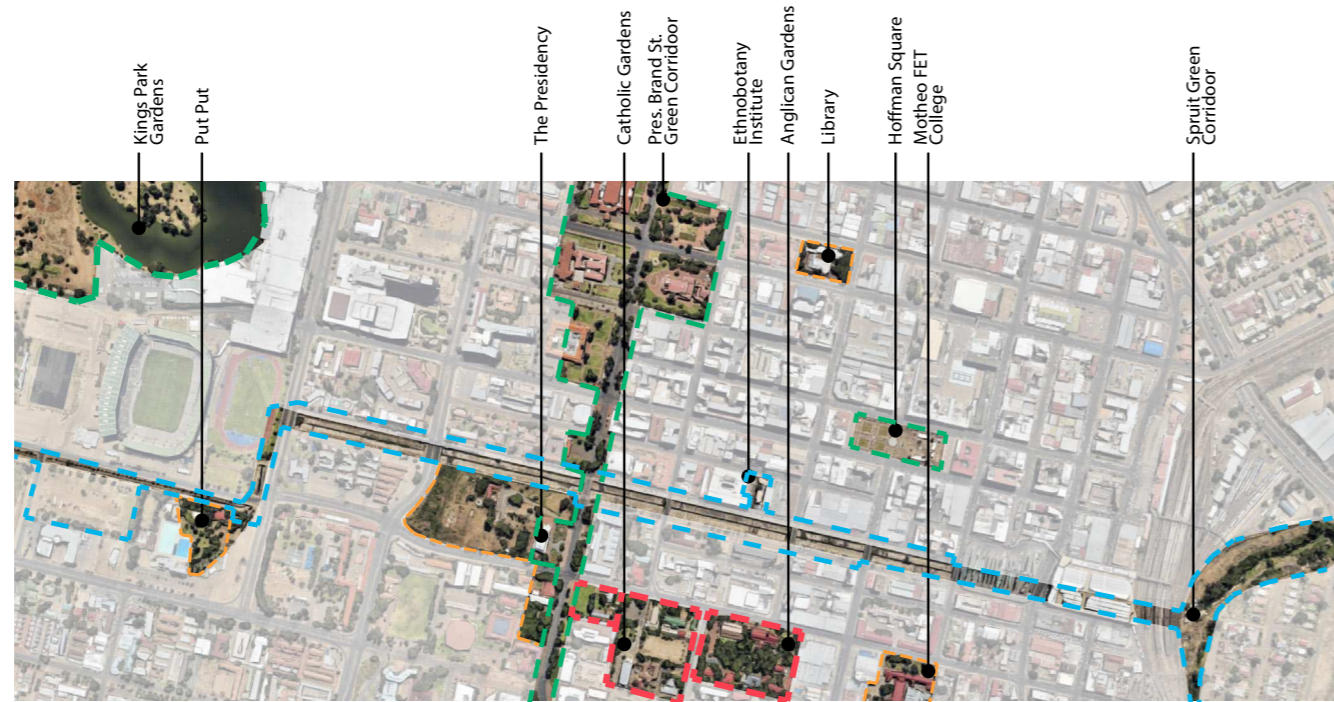 Kings Park
Gardens
Put Put
The Presidency
Catholic Gardens
Pres. Brand St.
Green Corridoor
Ethnobotany
Institute
Anglican Gardens
Library
Hoffman Square
Motheo FET
College
Spruit Green
Corridoor